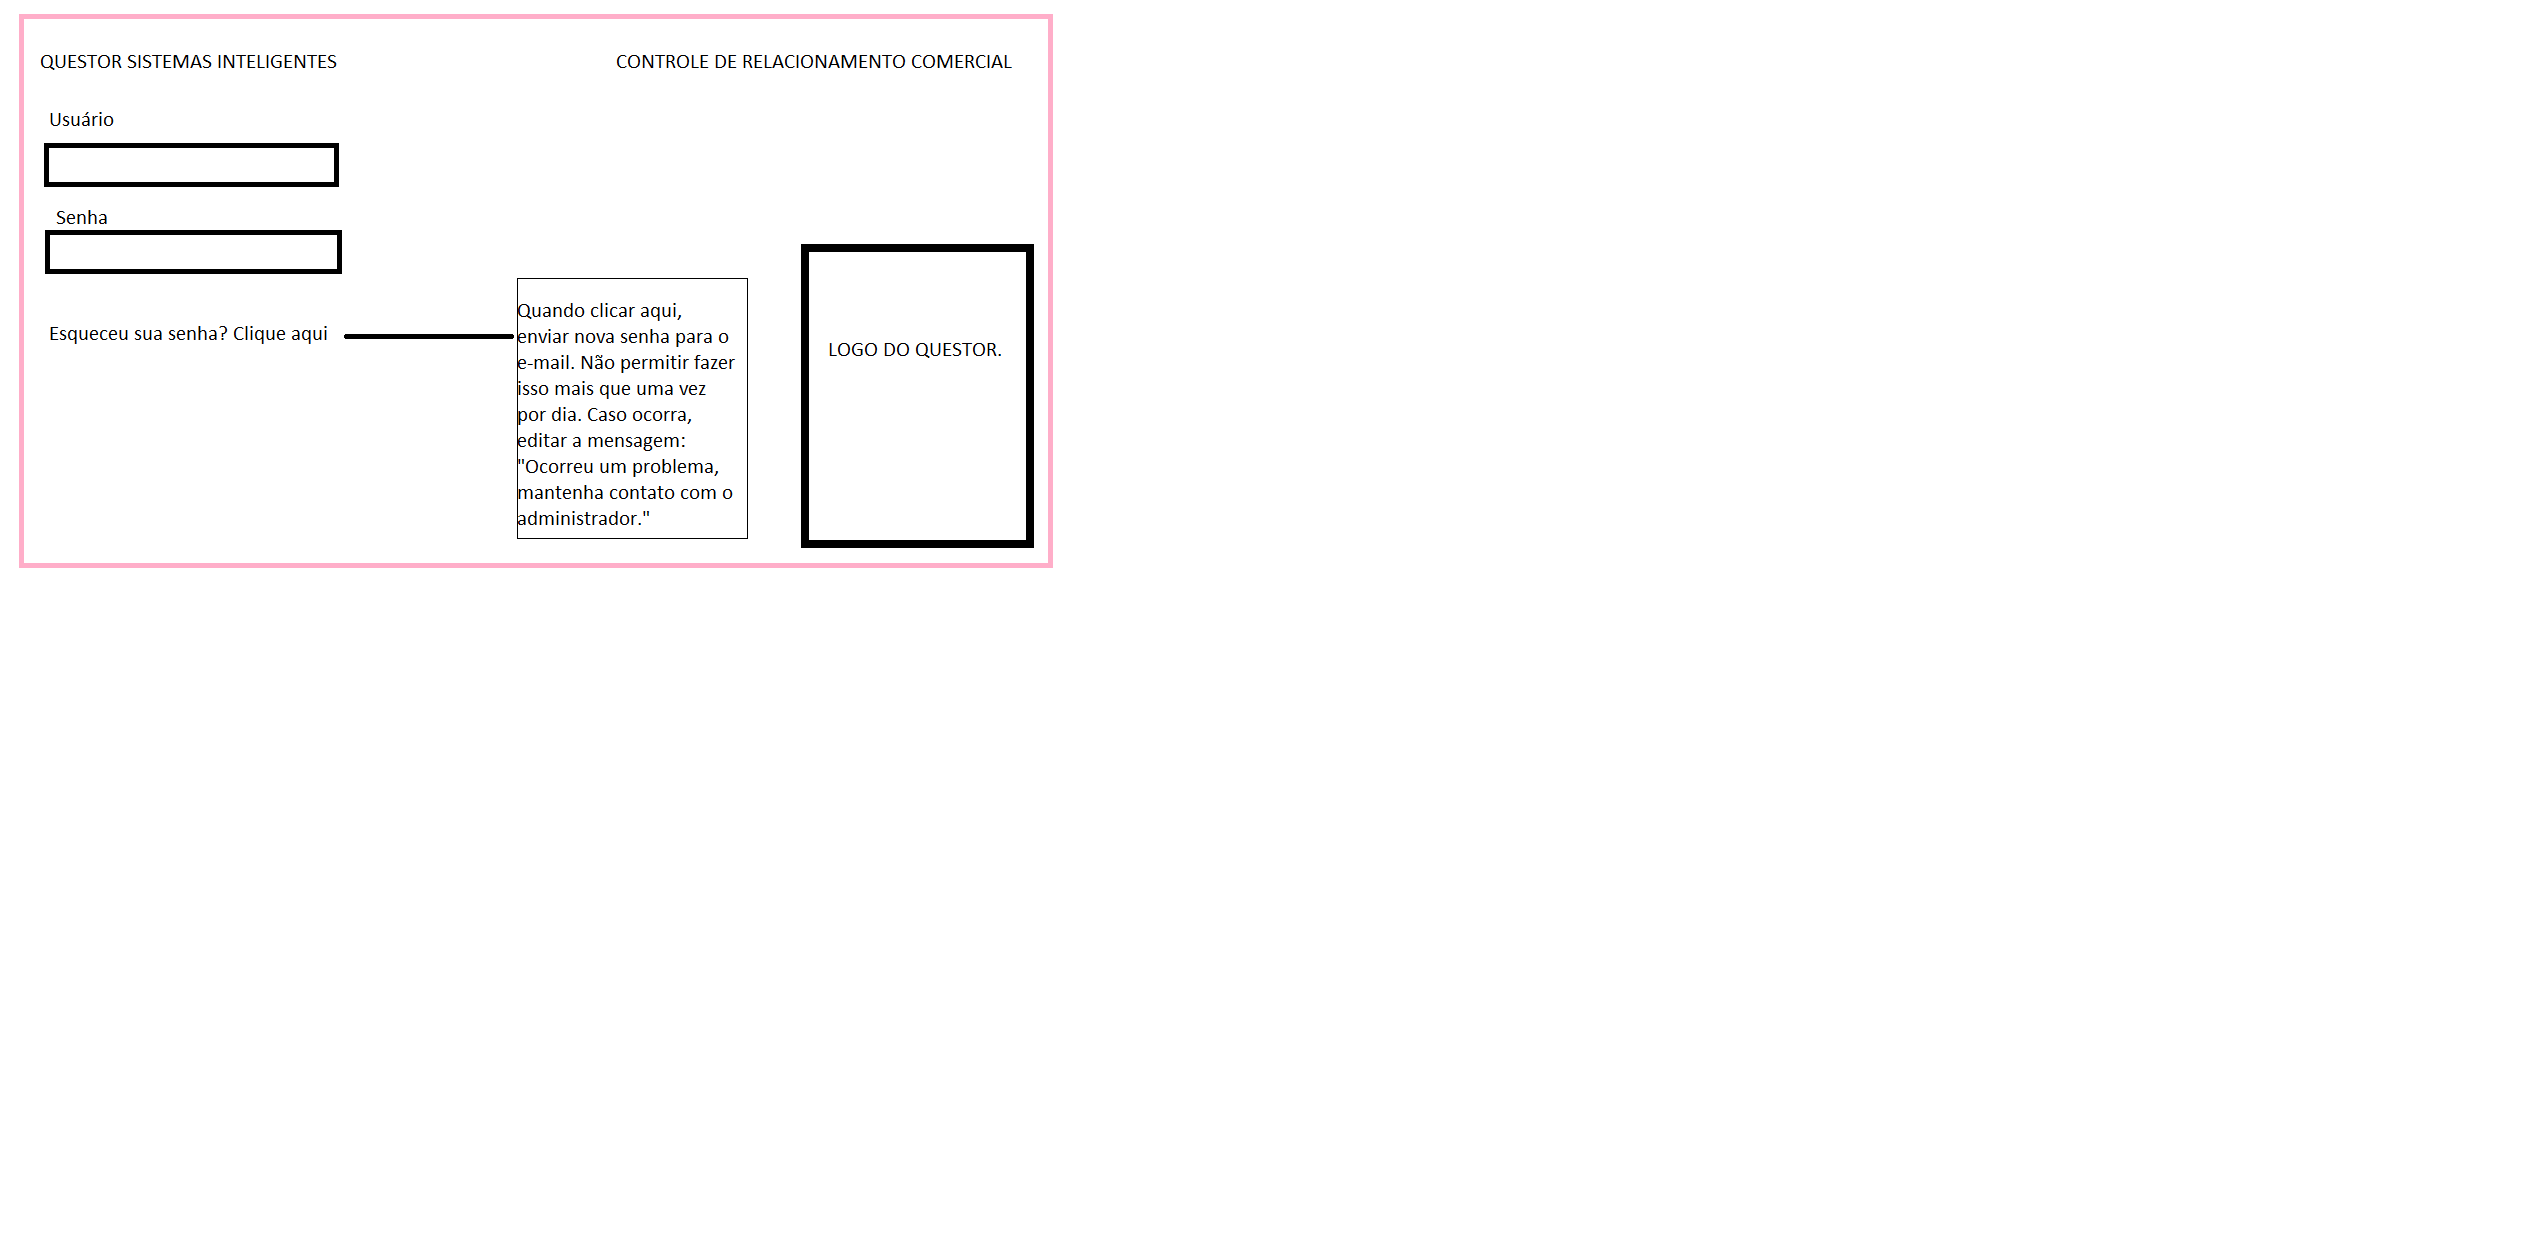 QUESTOR SISTEMAS INTELIGENTES
CONTROLE DE RELACIONAMENTO COMERCIAL
Usuário
Senha
Esqueceu sua senha? Clique aqui
Quando clicar aqui,
enviar nova senha para o
e-mail. Não permitir fazer
isso mais que uma vez
por dia. Caso ocorra,
editar a mensagem:
"Ocorreu um problema,
mantenha contato com o
administrador."
LOGO DO QUESTOR.